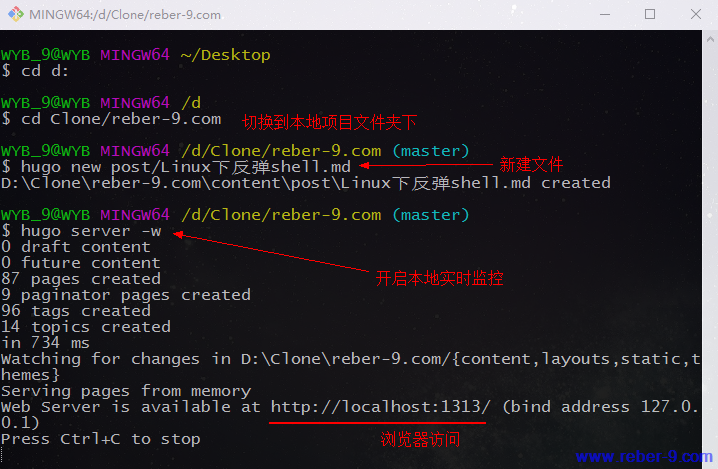 MINGW64:/d/Clone/reber-9.com
WYB_9@WYB MINGW64 ~/Desktop
$ cd d:
WYB_9@WYB MINGW64 /d
$ cd Clone/reber-9.com 切换到本地项目文件夹下
WYB_9@WYB MINGW64 /d/Clone/reber-9.com (master)
$ hugo new post/Linux下反弹shell.md 新建文件
D:\Clone\reber-9.com\content\post\Linux下反弹shell.md created
WYB_9@WYB MINGW64 /d/Clone/reber-9.com (master)
$ hugo server -w
0 draft content
0 future content
87 pages created 开启本地实时监控
9 paginator pages created
96 tags created
14 topics created
in 734 ms
Watching for changes in D:\Clone\reber-9.com/{content,layouts,static,t
hemes}
Serving pages from memory
Web Server is available at http://localhost:1313/ (bind address 127.0.
0.1)
Press Ctrl+C to stop 浏览器访问
www.reber-9.com